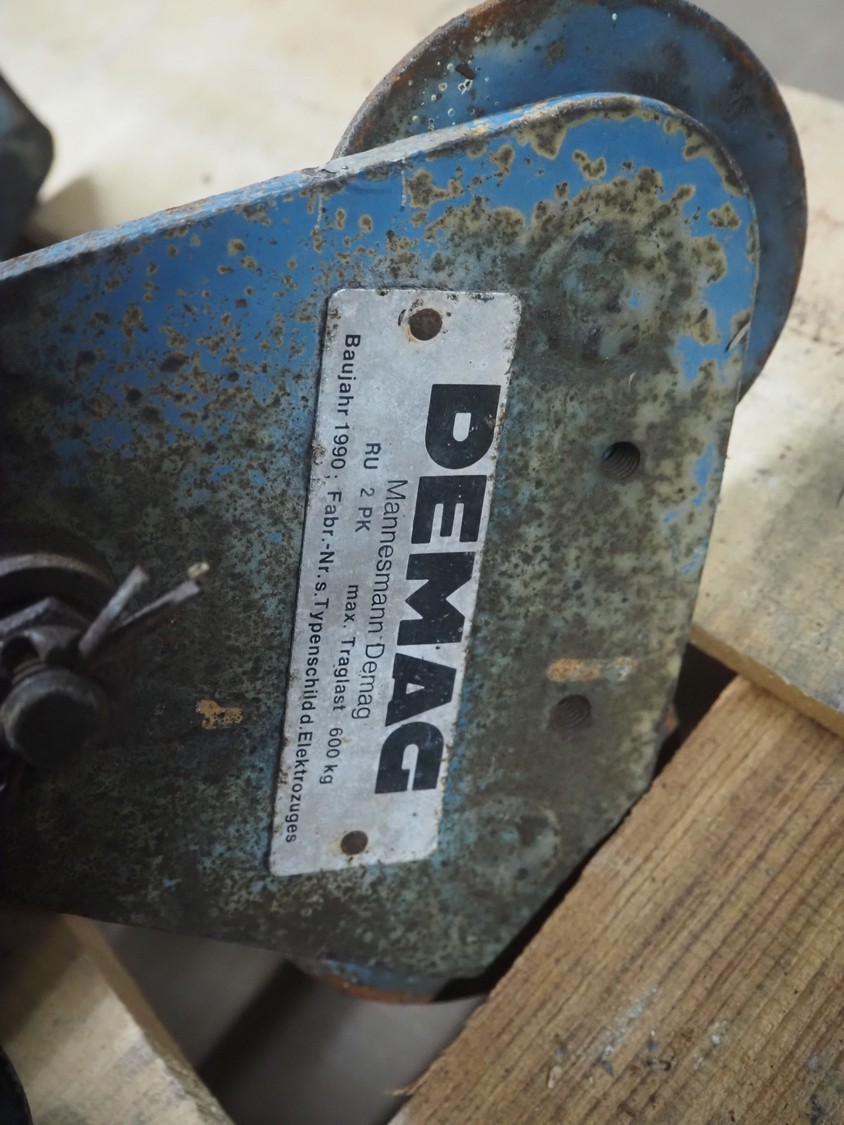 DEMAG
Mannesmann Demag
RU 2 PK max. Traglast 600 kg
Baujahr 1990 ; Fabr.-Nr.s.Typenschild d.Elektrozuges